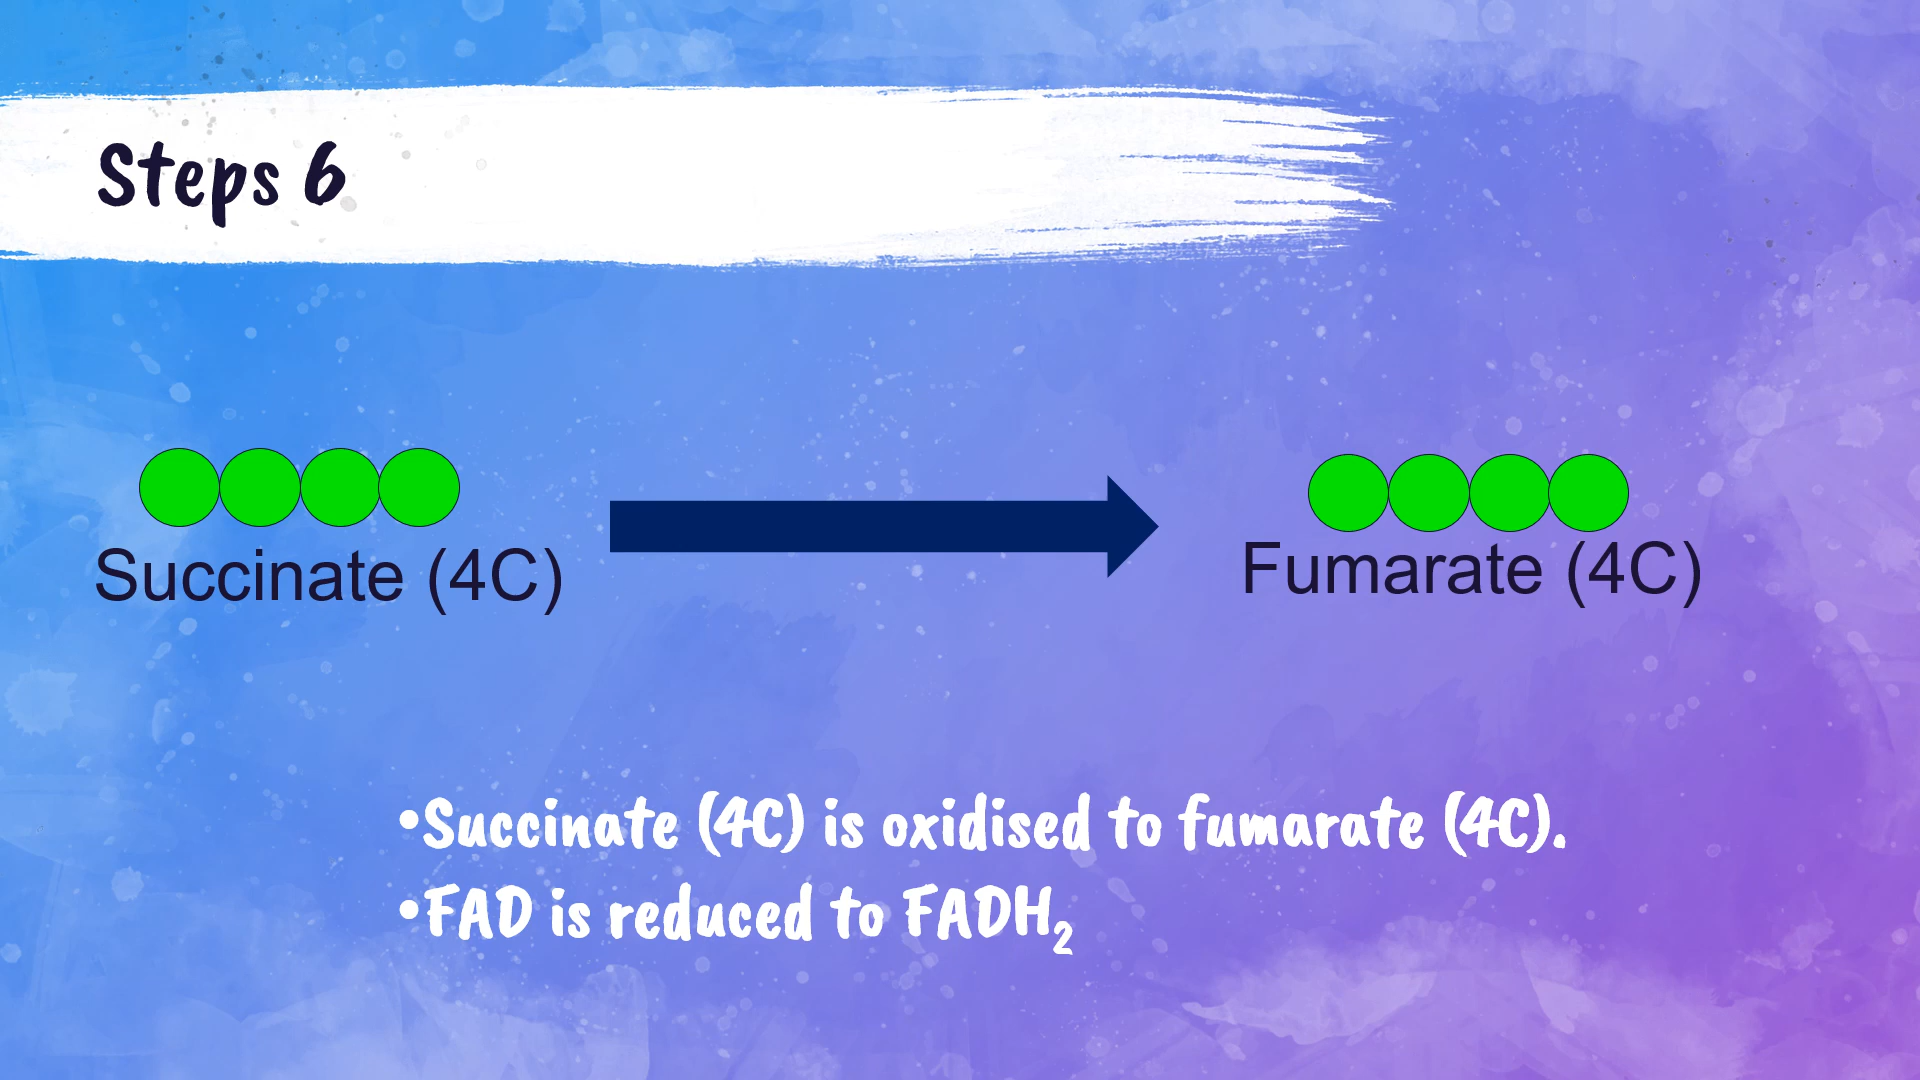 Steps 6
Succinate (4C)
Fumarate (4C)
•Succinate (4C) is oxidised to fumarate (4C).
•FAD is reduced to FADH₂